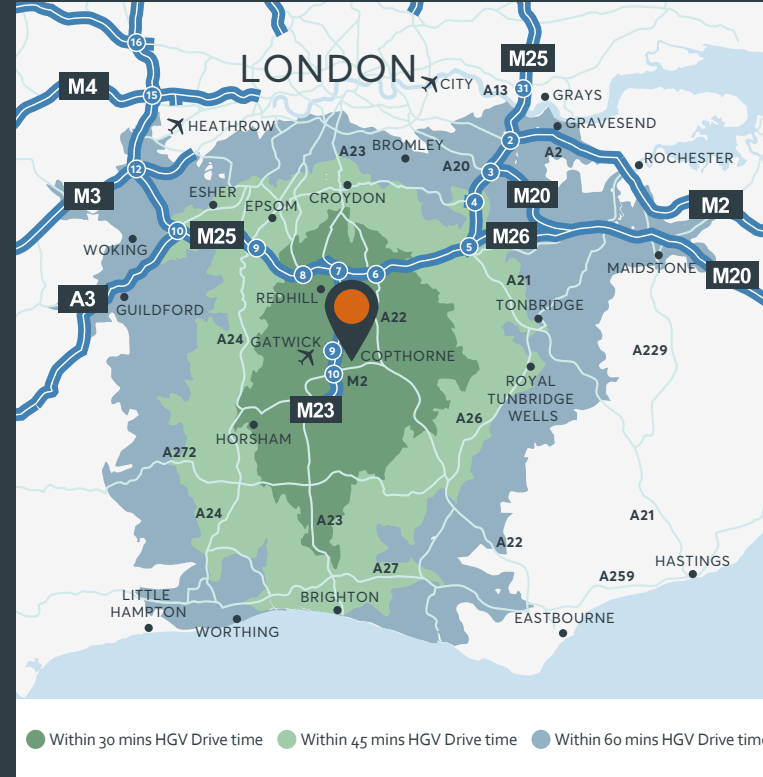 16
M25
LONDON
M4
CITY
A13
31
GRAYS
15
HEATHROW
GRAVESEND
2
A23
BROMLEY
A2
A20
ROCHESTER
12
3
M3
ESHER
CROYDON
M20
EPSOM
4
M2
10
M25
WOKING
9
5
M26
8
7
6
MAIDSTONE
M20
A3
GUILDFORD
REDHILL
A21
TONBRIDGE
A22
A24
GATWICK
9
COPTHORNE
A229
10
M2
ROYAL
TUNBRIDGE
WELLS
M23
A26
HORSHAM
A272
A24
A23
A21
A22
HASTINGS
A27
A259
LITTLE
HAMPTON
BRIGHTON
EASTBOURNE
WORTHING
Within 30 mins HGV Drive time
Within 45 mins HGV Drive time
Within 60 mins HGV Drive time